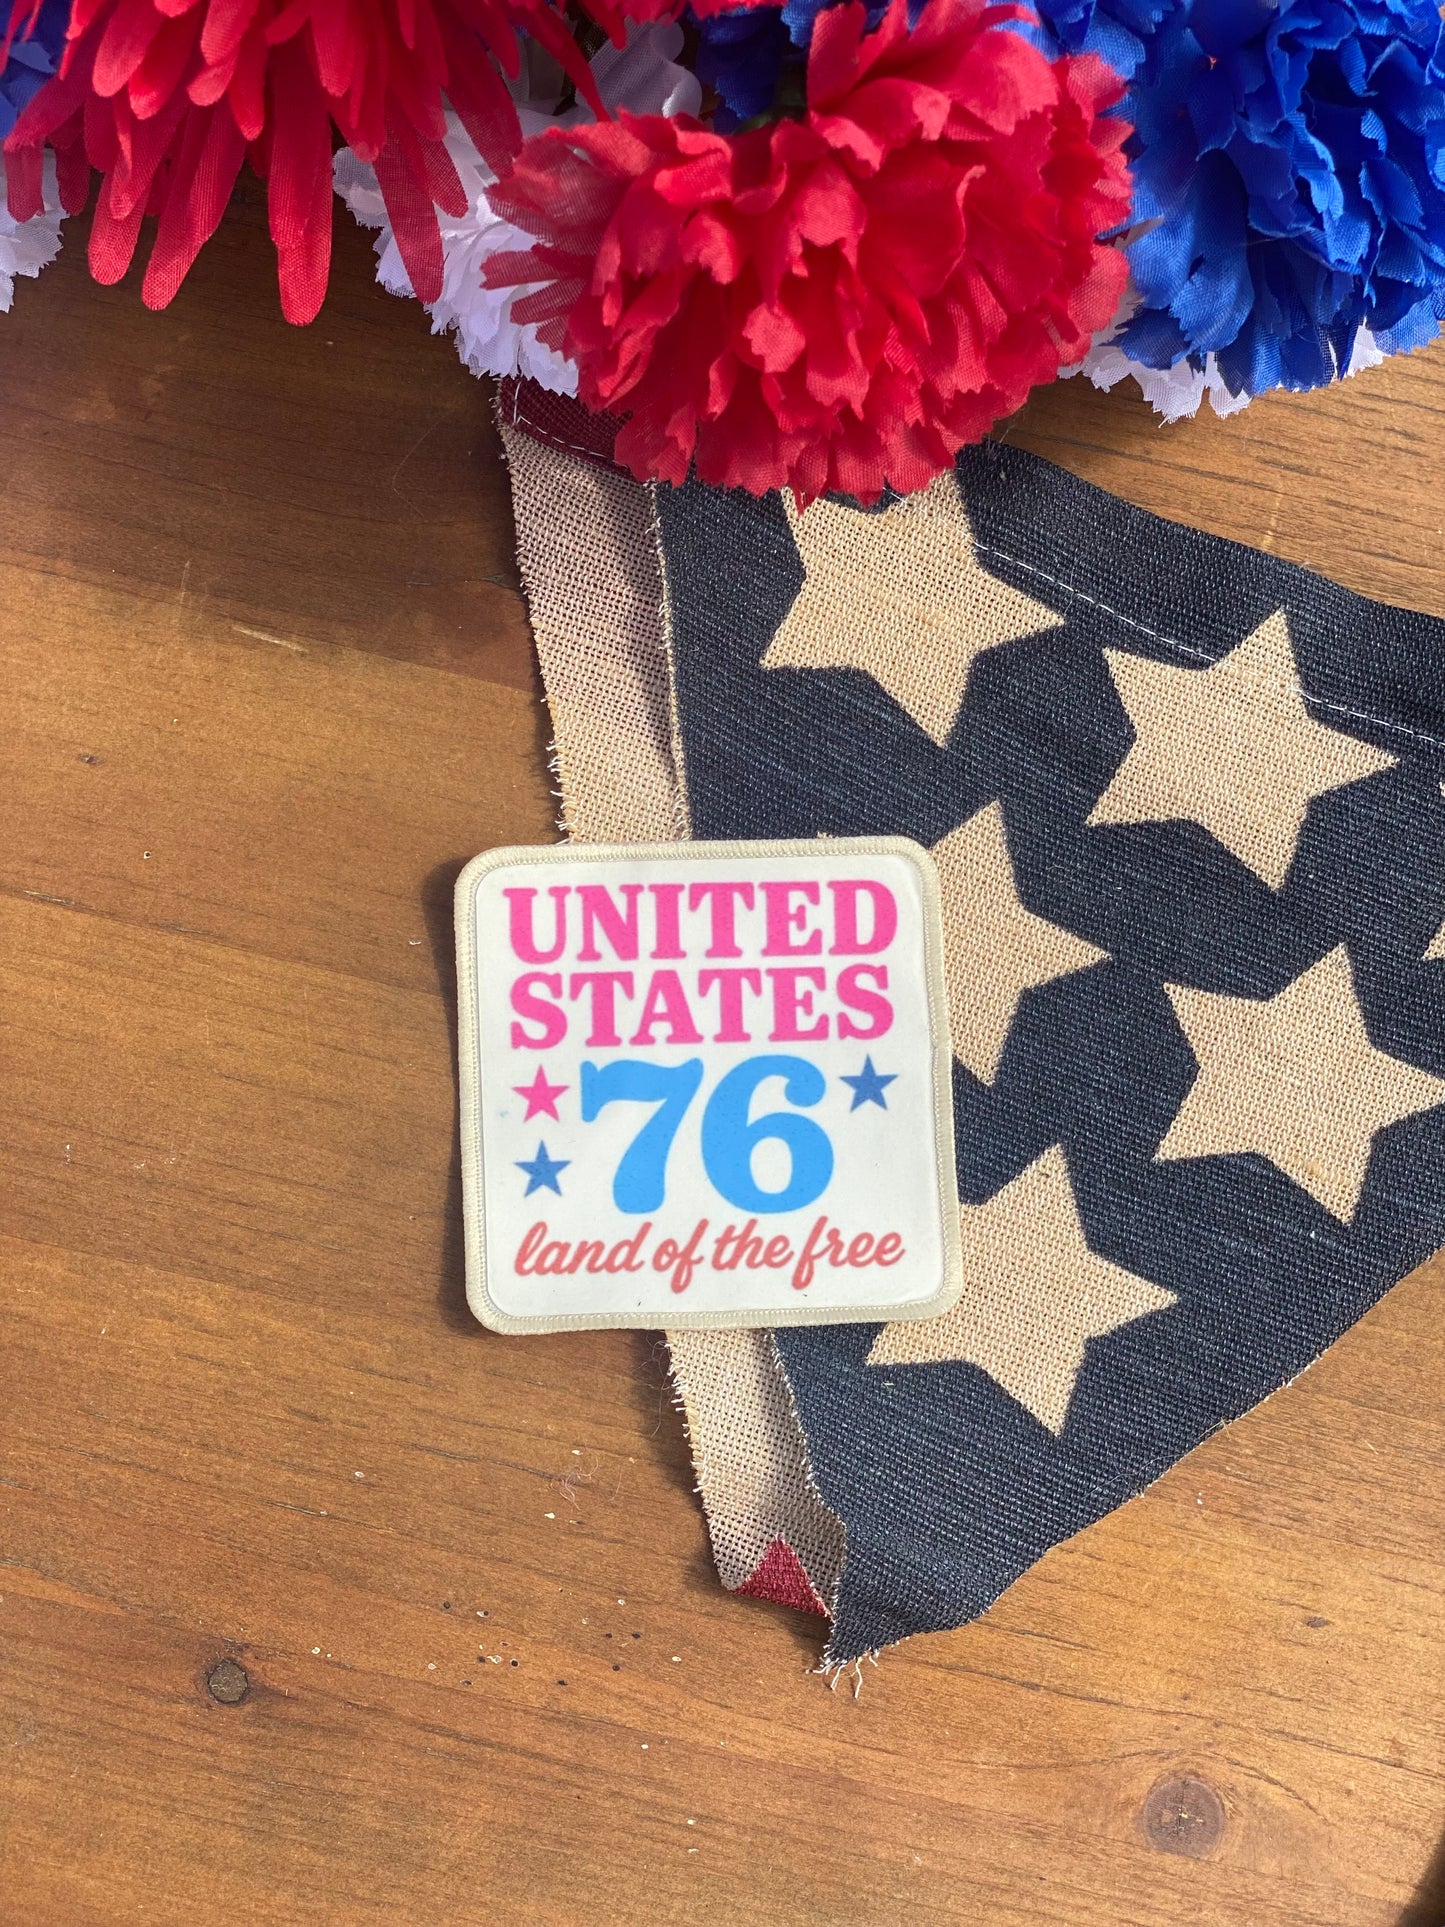 UNITED
STATES
76
land of the free